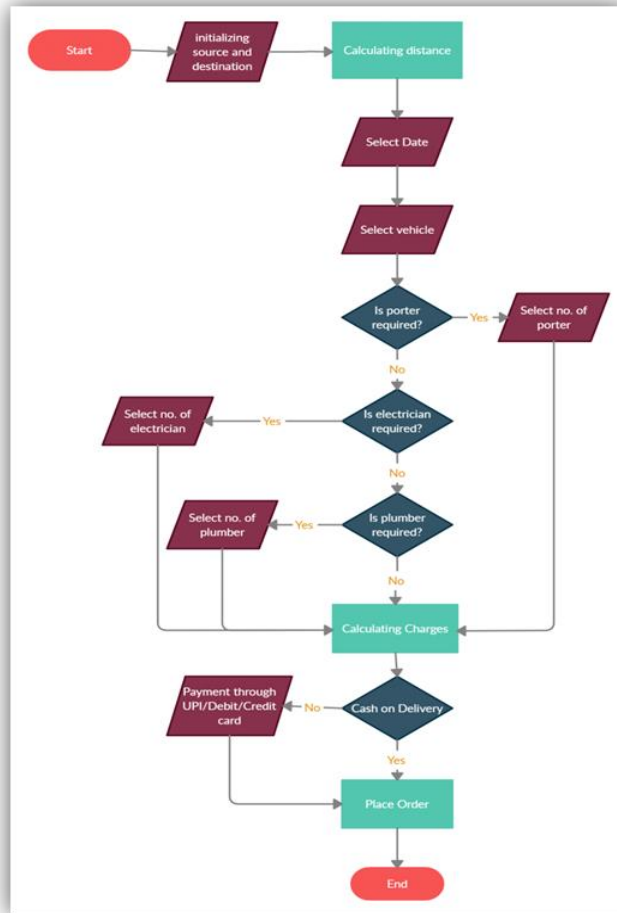 Start
initializing
source and
destination
Calculating distance
Select Date
Select vehicle
Is porter
required?
Yes
Select no. of
porter
No
Select no. of
electrician
Yes
Is electrician
required?
No
Select no. of
plumber
Yes
Is plumber
required?
No
Calculating Charges
Payment through
UPI/Debit/Credit
card
No
Cash on Delivery
Yes
Place Order
End